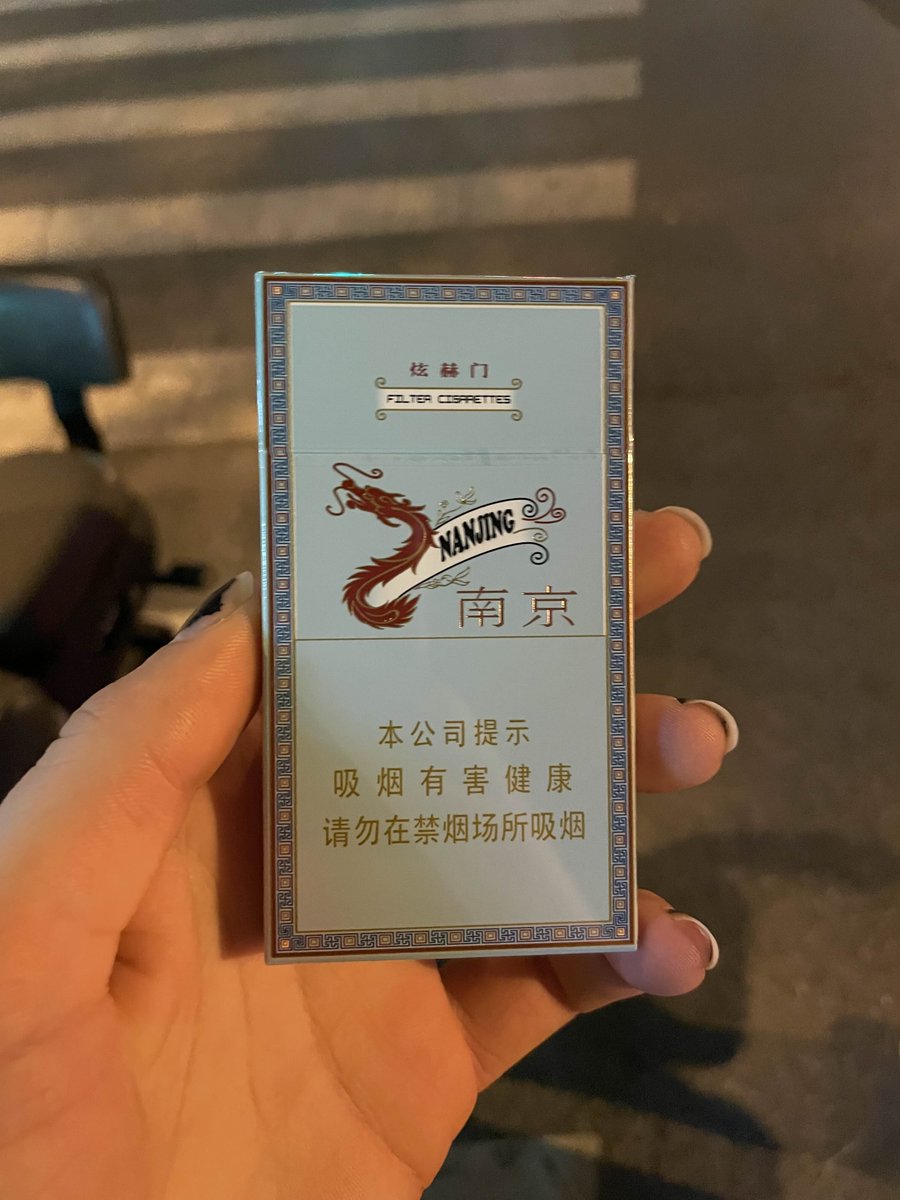 炫赫门
FILTER CIGARETTES
NANJING
南京
本公司提示
吸烟有害健康
请勿在禁烟场所吸烟